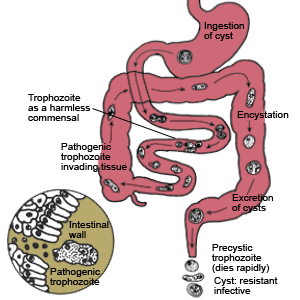 Ingestion
of cyst
Trophozoite
as a harmless
commensal
Encystation
Pathogenic
trophozoite
invading tissue
Excretion
of cysts
Intestinal
wall
Pathogenic
trophozoite
Precystic
trophozoite
(dies rapidly)
Cyst: resistant
infective